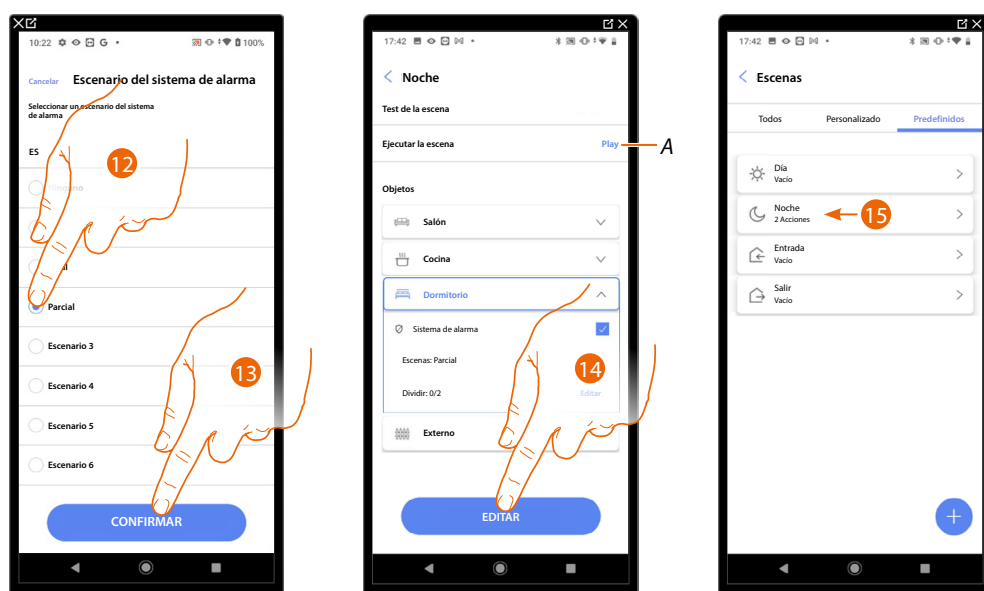 10:22 G 100%
Cancelar Escenario del sistema de alarma
Seleccionar un escenario del sistema
de alarma
ES
12
Parcial
Escenario 3
13
Escenario 4
Escenario 5
Escenario 6
CONFIRMAR
17:42
Noche
Test de la escena
Ejecutar la escena Play
A
Objetos
Salón
Cocina
Dormitorio
Sistema de alarma
Escenas: Parcial
14
Dividir: 0/2 Editar
Externo
EDITAR
17:42
Escenas
Todos Personalizado Predefinidos
Día
Vacío
Noche
2 Acciones
15
Entrada
Vacío
Salir
Vacío